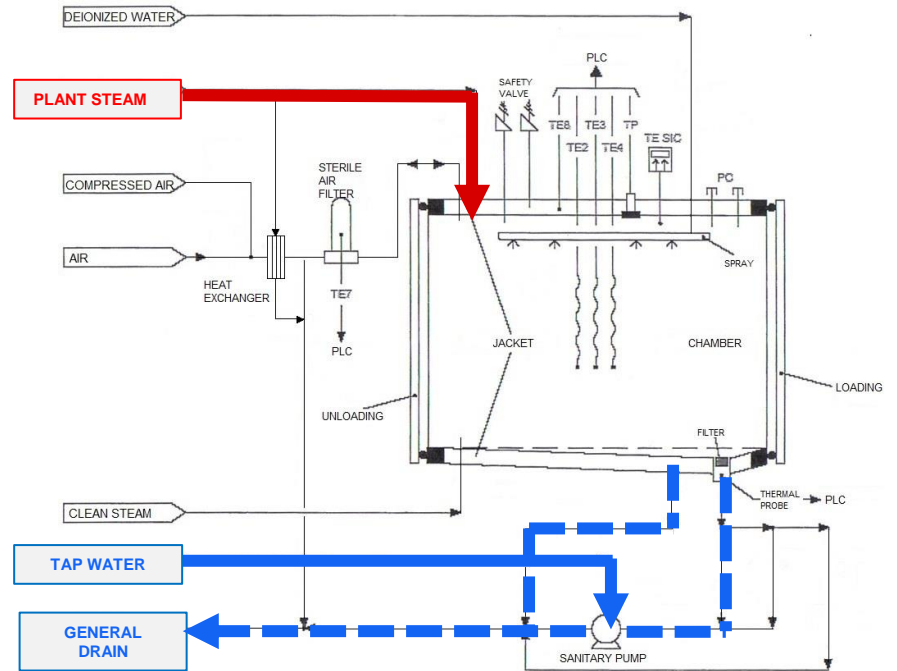 DEIONIZED WATER
PLANT STEAM
COMPRESSED AIR
AIR
HEAT
EXCHANGER
STERILE
AIR
FILTER
TE7
PLC
SAFETY
VALVE
PLC
TE8
TE3
TP
TE2
TE4
TE SIC
PC
SPRAY
JACKET
CHAMBER
UNLOADING
LOADING
FILTER
THERMAL
PROBE
PLC
CLEAN STEAM
TAP WATER
GENERAL
DRAIN
SANITARY PUMP